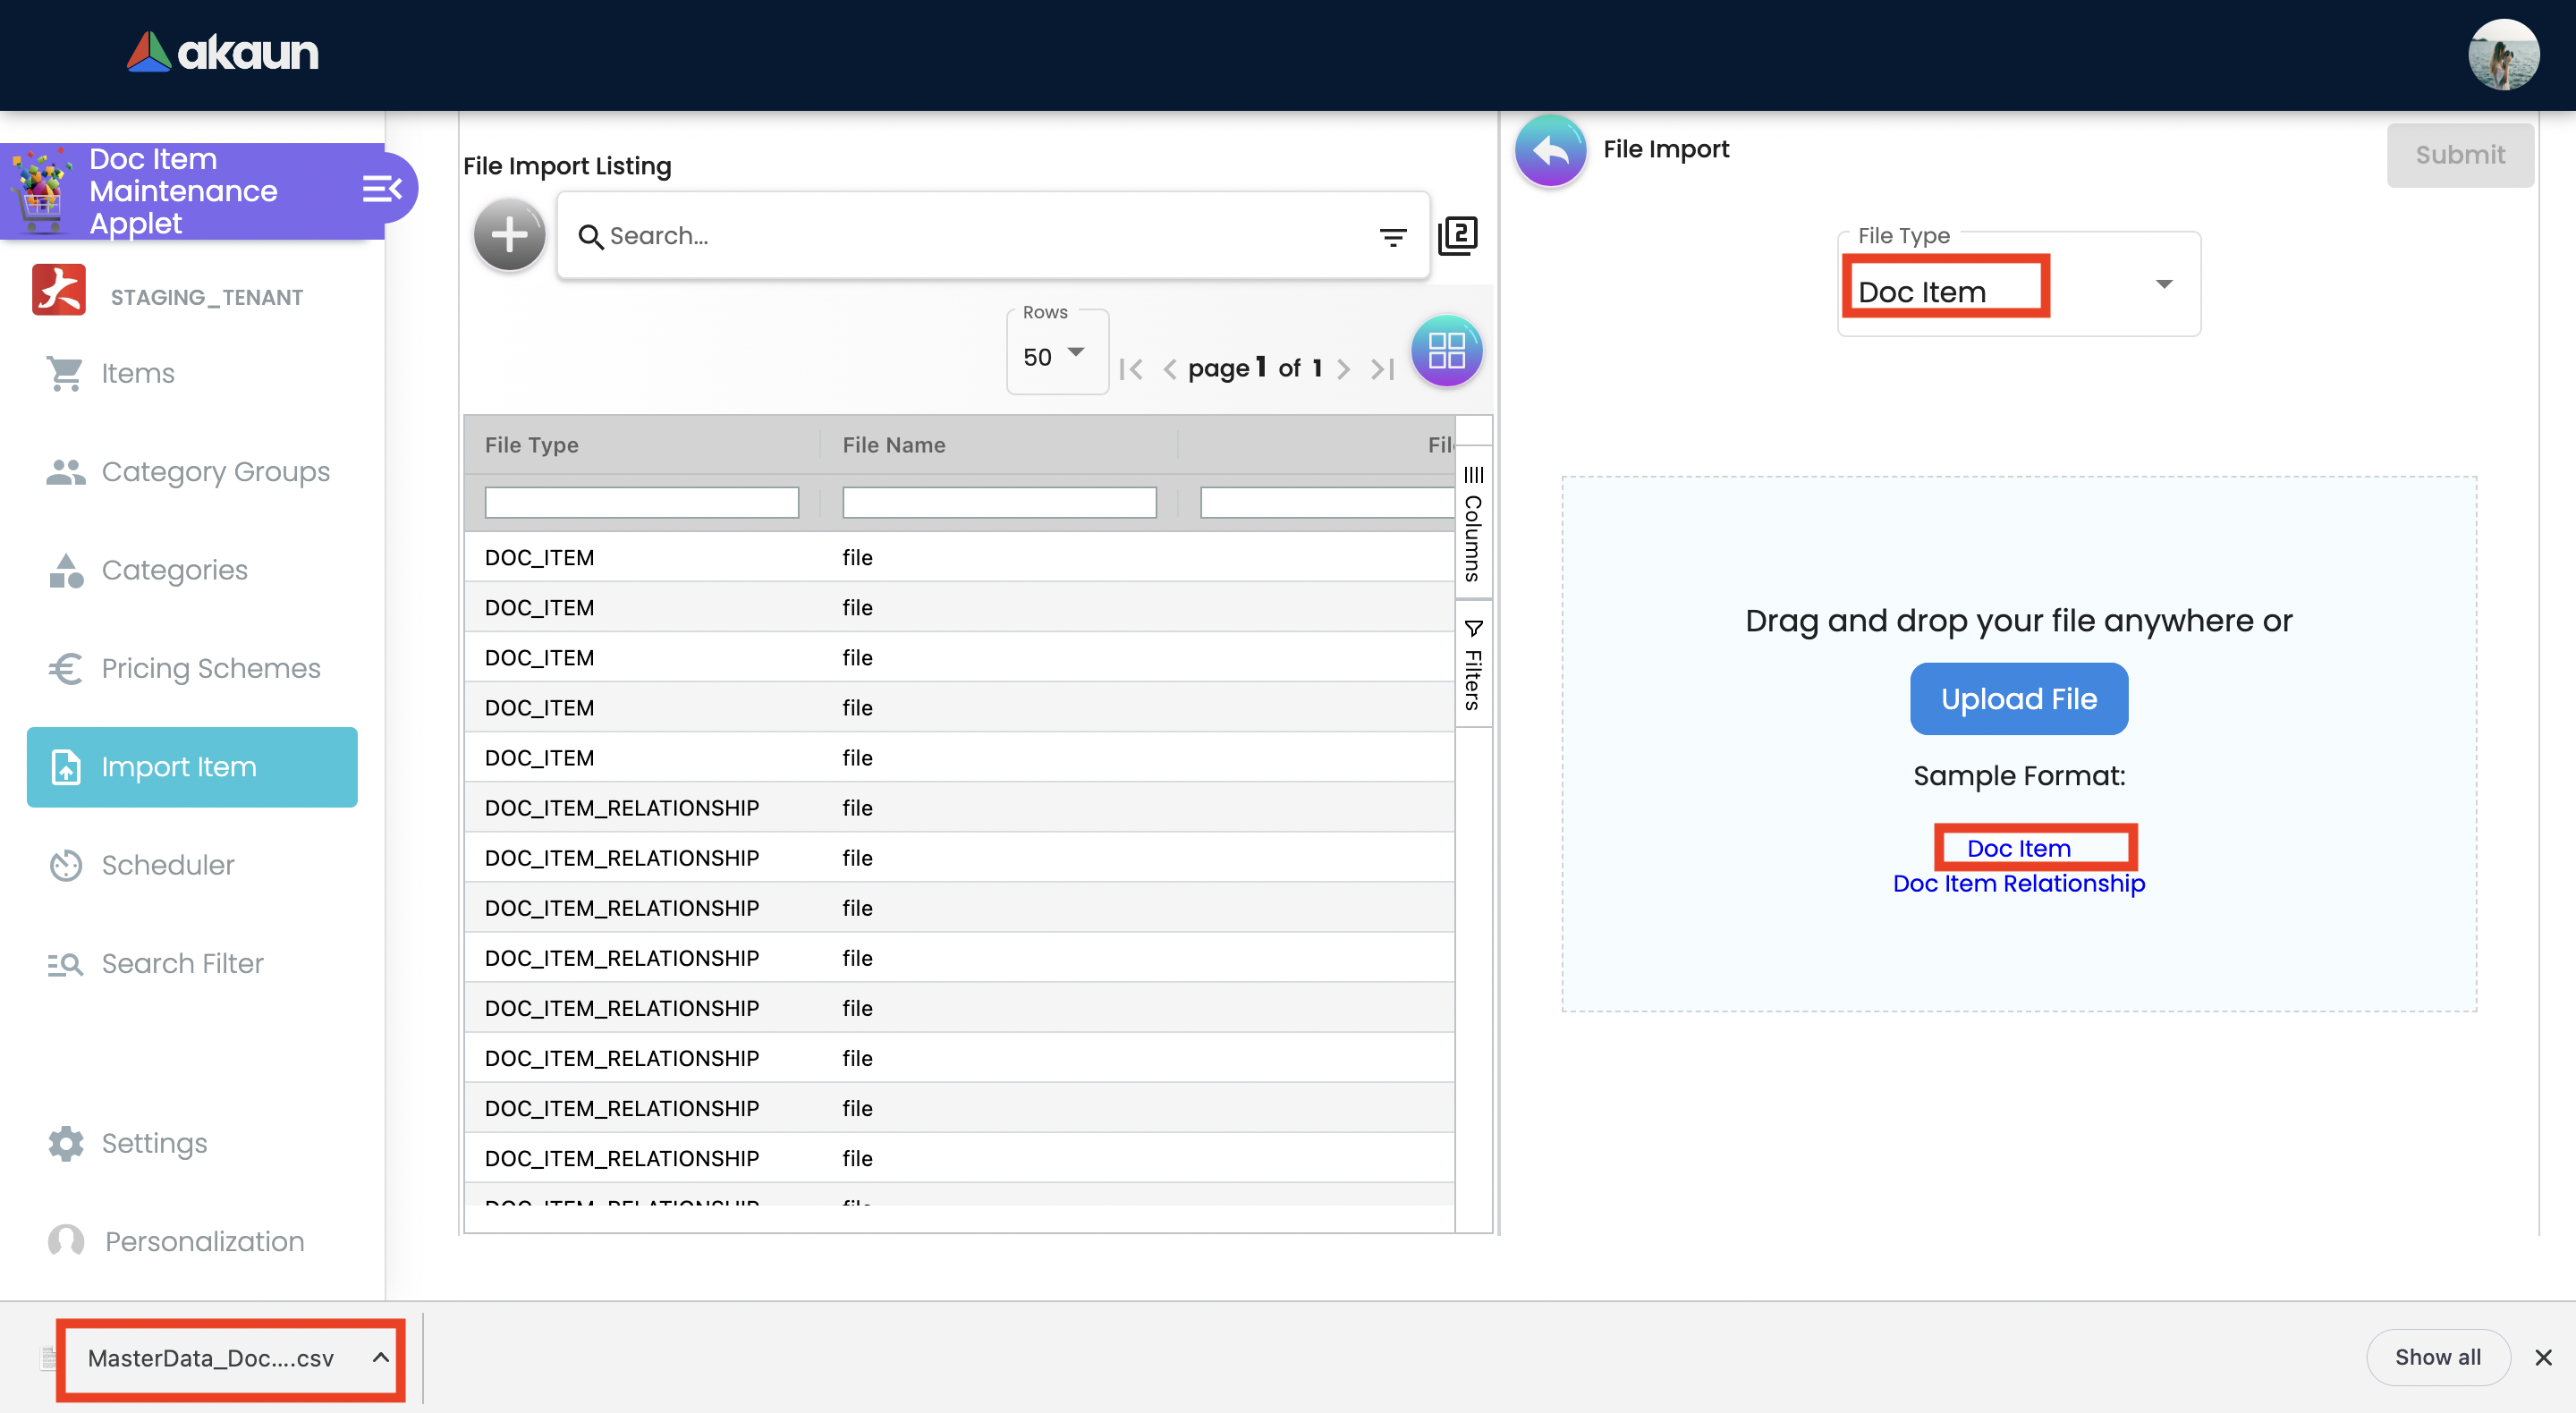 akaun
Doc Item
Maintenance
Applet
STAGING_TENANT
Items
Category Groups
Categories
Pricing Schemes
Import Item
Scheduler
Search Filter
Settings
Personalization
File Import Listing
Search...
2
Rows
50
page 1 of 1
File Type File Name Fil
DOC_ITEM file
DOC_ITEM file
DOC_ITEM file
DOC_ITEM file
DOC_ITEM file
DOC_ITEM_RELATIONSHIP file
DOC_ITEM_RELATIONSHIP file
DOC_ITEM_RELATIONSHIP file
DOC_ITEM_RELATIONSHIP file
DOC_ITEM_RELATIONSHIP file
DOC_ITEM_RELATIONSHIP file
DOC_ITEM_RELATIONSHIP file
DOC_ITEM_RELATIONSHIP file
DOC_ITEM_RELATIONSHIP file
Columns
Filters
File Import
Submit
File Type
Doc Item
Drag and drop your file anywhere or
Upload File
Sample Format:
Doc Item
Doc Item Relationship
MasterData_Doc....csv
Show all